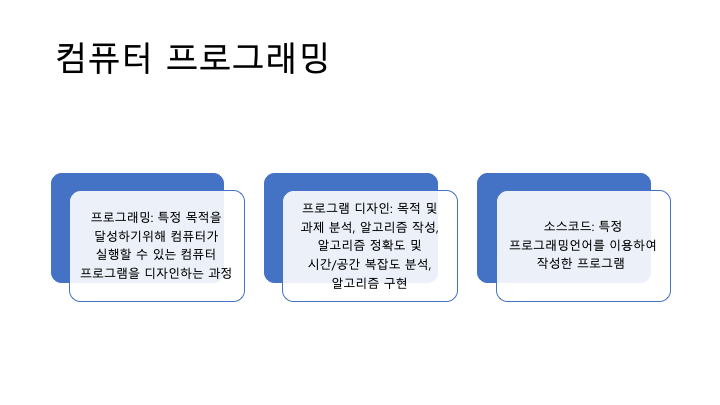 컴퓨터 프로그래밍
프로그래밍: 특정 목적을
달성하기위해 컴퓨터가
실행할 수 있는 컴퓨터
프로그램을 디자인하는 과정
프로그램 디자인: 목적 및
과제 분석, 알고리즘 작성,
알고리즘 정확도 및
시간/공간 복잡도 분석,
알고리즘 구현
소스코드: 특정
프로그래밍언어를 이용하여
작성한 프로그램